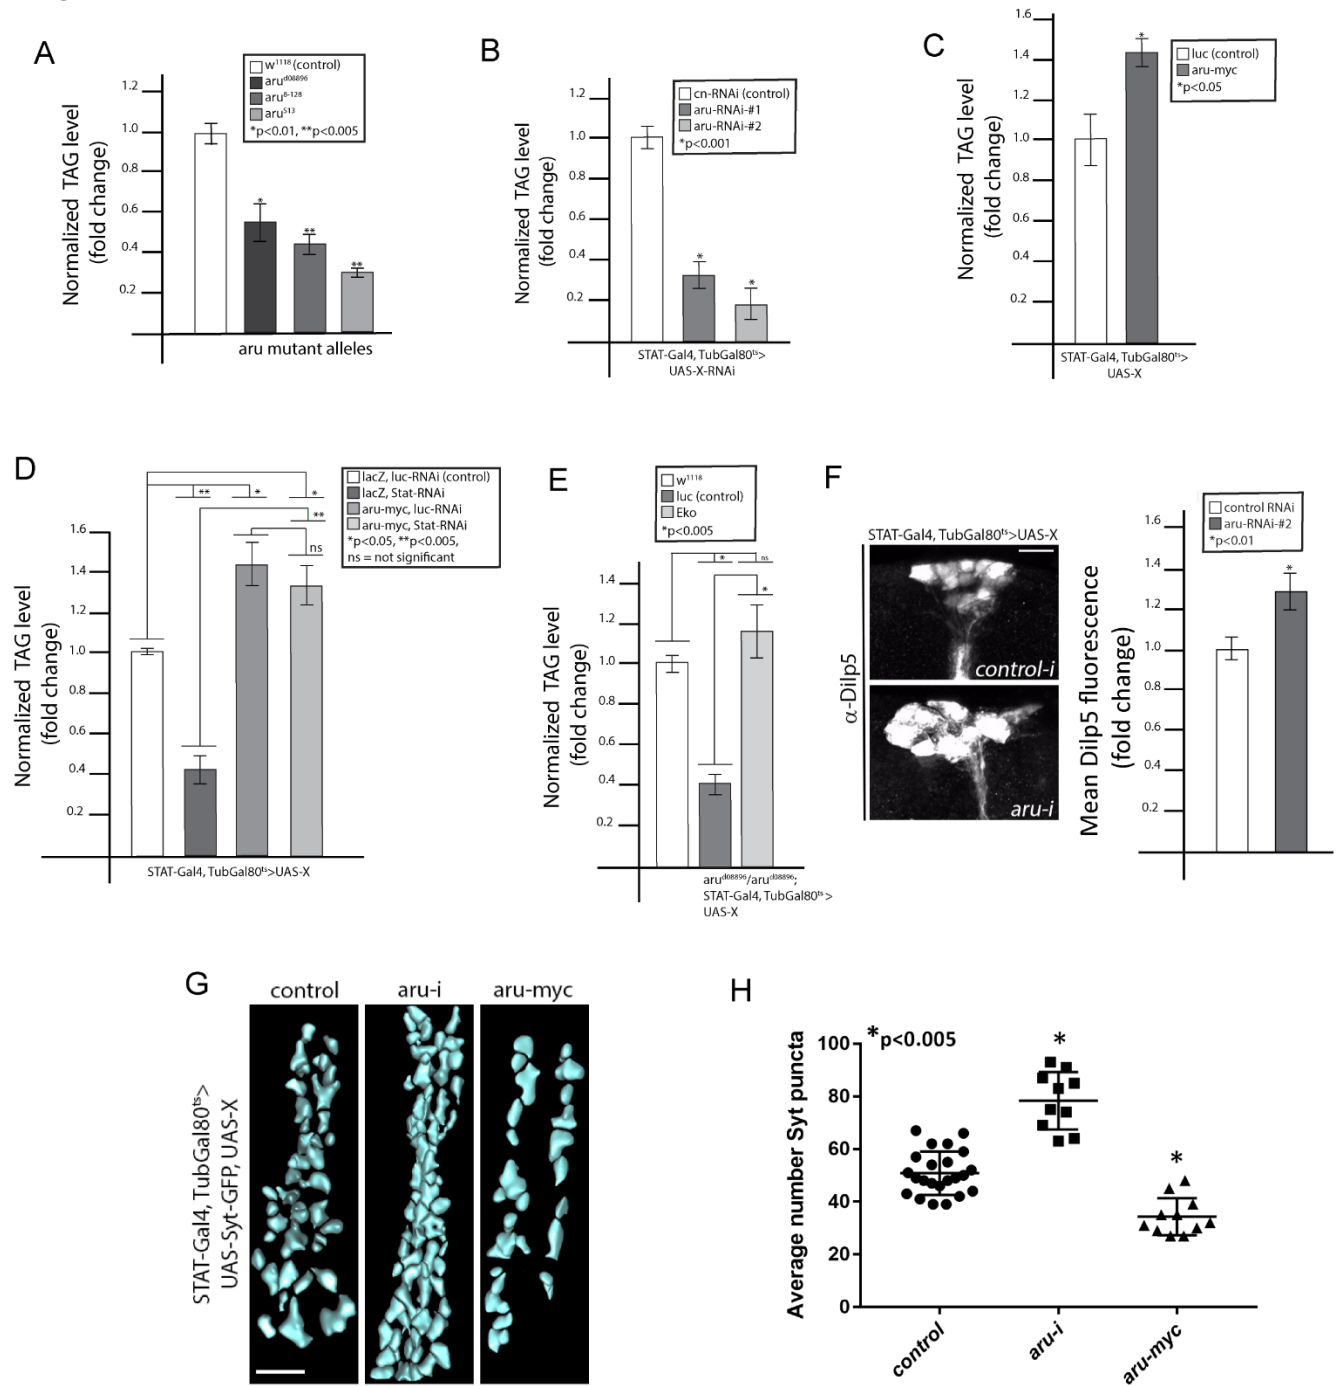 A
w1118 (control)
arud08896
aru8-128
aruS13
*p<0.01, **p<0.005
Normalized TAG level
(fold change)
1.2
1.0
0.8
0.6
0.4
0.2
*
**
**
aru mutant alleles
B
cn-RNAi (control)
aru-RNAi-#1
aru-RNAi-#2
*p<0.001
Normalized TAG level
(fold change)
1.2
1.0
0.8
0.6
0.4
0.2
*
*
STAT-Gal4, TubGal80ts>
UAS-X-RNAi
C
luc (control)
aru-myc
*p<0.05
Normalized TAG level
(fold change)
1.6
1.4
1.2
1.0
0.8
0.6
0.4
0.2
*
STAT-Gal4, TubGal80ts>
UAS-X
D
lacZ, luc-RNAi (control)
lacZ, Stat-RNAi
aru-myc, luc-RNAi
aru-myc, Stat-RNAi
*p<0.05, **p<0.005,
ns = not significant
Normalized TAG level
(fold change)
1.6
1.4
1.2
1.0
0.8
0.6
0.4
0.2
**
*
*
**
ns
STAT-Gal4, TubGal80ts>UAS-X
E
w1118
luc (control)
Eko
*p<0.005
Normalized TAG level
(fold change)
1.4
1.2
1.0
0.8
0.6
0.4
0.2
*
ns
*
arud08896/arud08896;
STAT-Gal4, TubGal80ts>
UAS-X
F
STAT-Gal4, TubGal80ts>UAS-X
α-Dilp5
control-i
aru-i
control RNAi
aru-RNAi-#2
*p<0.01
Mean Dilp5 fluorescence
(fold change)
1.6
1.4
1.2
1.0
0.8
0.6
0.4
0.2
*
G
control
aru-i
aru-myc
STAT-Gal4, TubGal80ts>
UAS-Syt-GFP, UAS-X
H
*p<0.005
Average number Syt puncta
100
80
60
40
20
0
*
*
control
aru-i
aru-myc